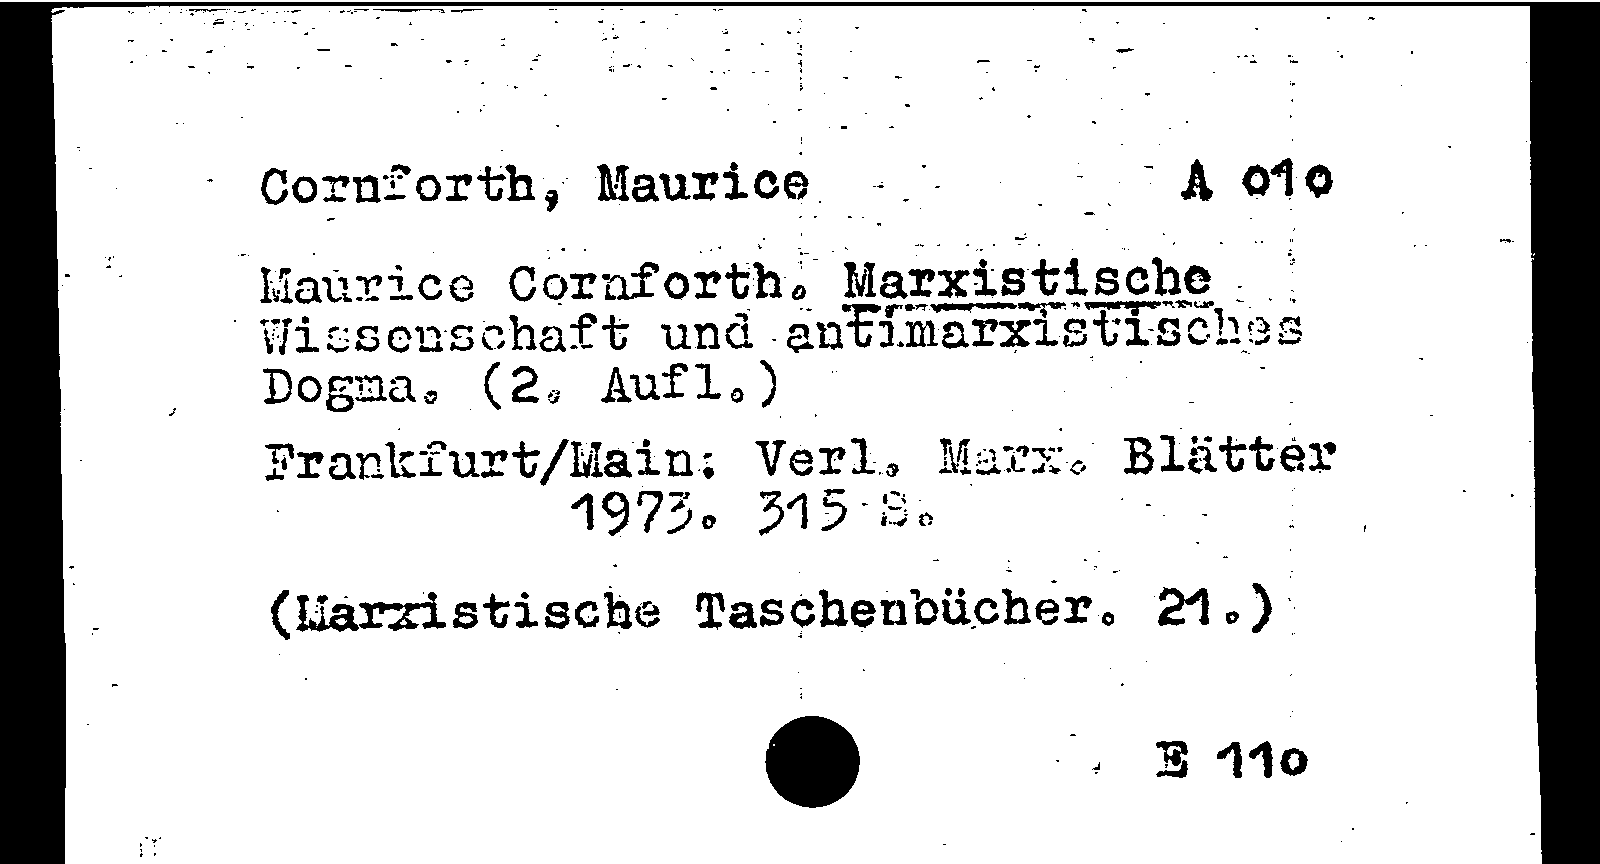 Cornforth, Maurice A 010
Maurice Cornforth. Marxistische
Wissenschaft und antimarxistisches
Dogma. (2. Aufl.)
Frankfurt/Main: Verl. Marx. Blätter
1973. 315 S.
(Marxistische Taschenbücher. 21.)
E 110